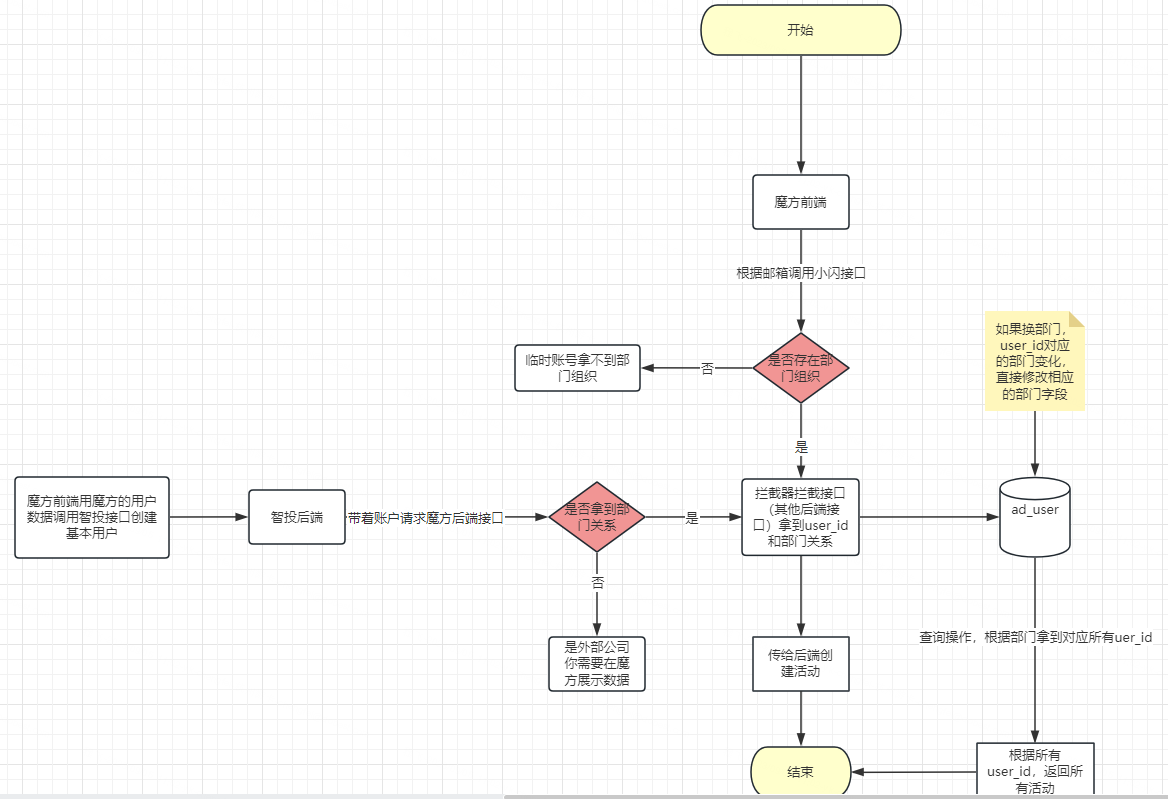 开始
魔方前端
根据邮箱调用小闪接口
是否存在部
门组织
否
临时账号拿不到部
门组织
是
如果换部门，
user_id对应
的部门变化，
直接修改相应
的部门字段
魔方前端用魔方的用户
数据调用智投接口创建
基本用户
智投后端
带着账户请求魔方后端接口
是否拿到部
门关系
是
拦截器拦截接口
（其他后端接
口）拿到user_id
和部门关系
ad_user
否
是外部公司
你需要在魔
方展示数据
传给后端创
建活动
查询操作，根据部门拿到对应所有uer_id
结束
根据所有
user_id，返回所
有活动